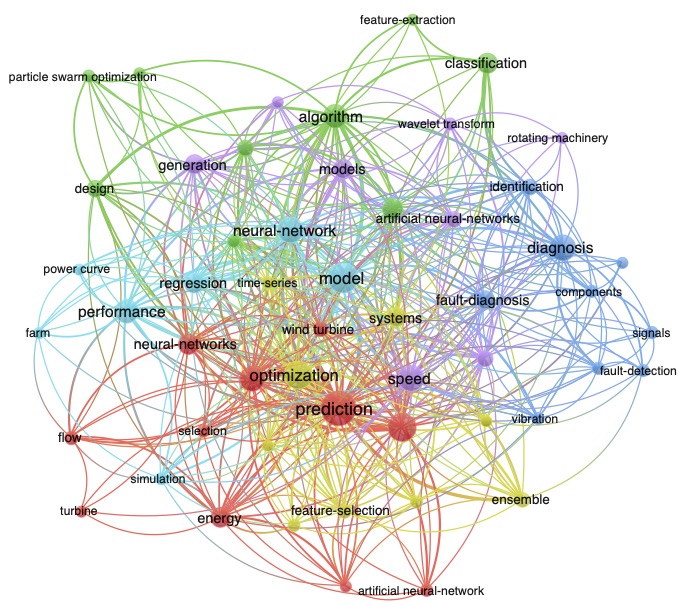 feature-extraction
classification
particle swarm optimization
algorithm
wavelet transform
rotating-machinery
generation
models
design
identification
artificial neural-networks
neural-network
diagnosis
power curve
regression
time-series
model
components
fault-diagnosis
performance
systems
farm
wind turbine
signals
neural-networks
fault-detection
optimization
speed
prediction
vibration
flow
selection
simulation
ensemble
turbine
energy
feature-selection
artificial neural-network